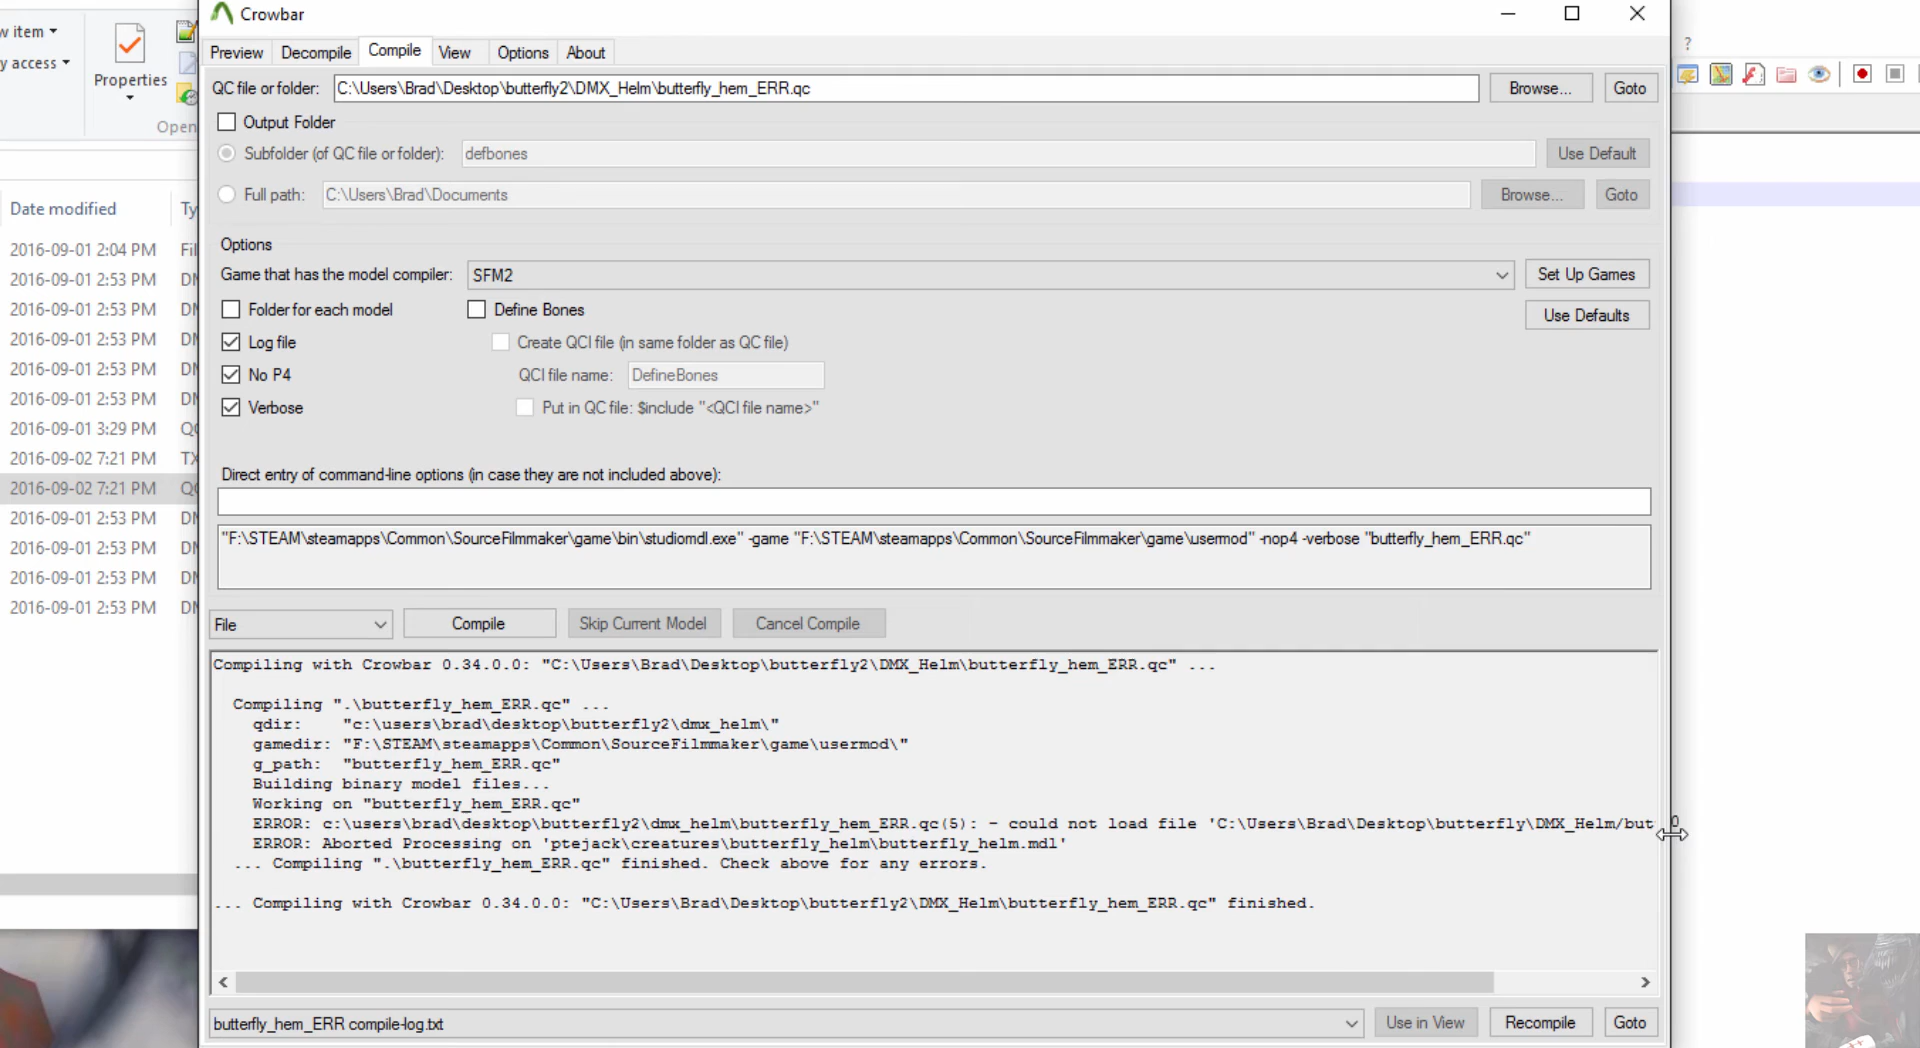 Crowbar
w item
y access
Properties
Open
?
Preview Decompile Compile View Options About
QC file or folder: C:\Users\Brad\Desktop\butterfly2\DMX_Helm\butterfly_hem_ERR.qc Browse... Goto
Output Folder
Subfolder (of QC file or folder): defbones Use Default
Full path: C:\Users\Brad\Documents Browse... Goto
Date modified Ty
2016-09-01 2:04 PM Fil
2016-09-01 2:53 PM DM
2016-09-01 2:53 PM DM
2016-09-01 2:53 PM DM
2016-09-01 2:53 PM DM
2016-09-01 2:53 PM DM
2016-09-01 3:29 PM QC
2016-09-02 7:21 PM TX
2016-09-02 7:21 PM QC
2016-09-01 2:53 PM DM
2016-09-01 2:53 PM DM
2016-09-01 2:53 PM DM
2016-09-01 2:53 PM DM
Options
Game that has the model compiler: SFM2 Set Up Games
Folder for each model Define Bones Use Defaults
Log file Create QCI file (in same folder as QC file)
No P4 QCI file name: DefineBones
Verbose Put in QC file: $include "<QCI file name>"
Direct entry of command-line options (in case they are not included above):
"F:\STEAM\steamapps\Common\SourceFilmmaker\game\bin\studiomdl.exe" -game "F:\STEAM\steamapps\Common\SourceFilmmaker\game\usermod" -nop4 -verbose "butterfly_hem_ERR.qc"
File Compile Skip Current Model Cancel Compile
Compiling with Crowbar 0.34.0.0: "C:\Users\Brad\Desktop\butterfly2\DMX_Helm\butterfly_hem_ERR.qc" ...
Compiling ".\butterfly_hem_ERR.qc" ...
qdir: "c:\users\brad\desktop\butterfly2\dmx_helm\"
gamedir: "F:\STEAM\steamapps\Common\SourceFilmmaker\game\usermod\"
g_path: "butterfly_hem_ERR.qc"
Building binary model files...
Working on "butterfly_hem_ERR.qc"
ERROR: c:\users\brad\desktop\butterfly2\dmx_helm\butterfly_hem_ERR.qc(5): - could not load file 'C:\Users\Brad\Desktop\butterfly\DMX_Helm/but
ERROR: Aborted Processing on 'ptejack\creatures\butterfly_helm\butterfly_helm.mdl'
... Compiling ".\butterfly_hem_ERR.qc" finished. Check above for any errors.
... Compiling with Crowbar 0.34.0.0: "C:\Users\Brad\Desktop\butterfly2\DMX_Helm\butterfly_hem_ERR.qc" finished.
butterfly_hem_ERR compile-log.txt Use in View Recompile Goto